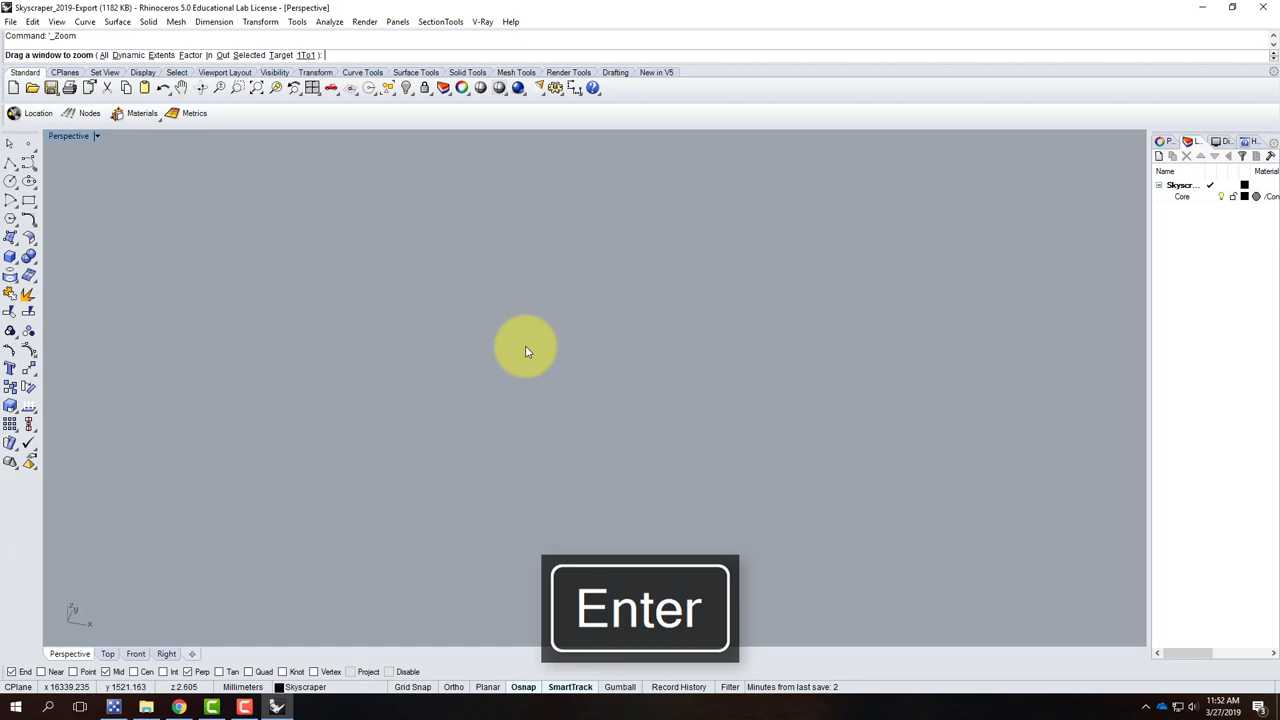 Skyscraper_2019-Export (1182 KB) - Rhinoceros 5.0 Educational Lab License - [Perspective]
File Edit View Curve Surface Solid Mesh Dimension Transform Tools Analyze Render Panels SectionTools V-Ray Help
Command: '_Zoom
Drag a window to zoom ( All Dynamic Extents Factor In Out Selected Target 1To1 ):
Standard CPlanes Set View Display Select Viewport Layout Visibility Transform Curve Tools Surface Tools Solid Tools Mesh Tools Render Tools Drafting New in V5
Location Nodes Materials Metrics
Perspective
P... L... Di... H...
Name Material
Skyscr...
Core /Con
Enter
z y
x
Perspective Top Front Right
End Near Point Mid Cen Int Perp Tan Quad Knot Vertex Project Disable
CPlane x 16339.235 y 1521.163 z 2.605 Millimeters Skyscraper Grid Snap Ortho Planar Osnap SmartTrack Gumball Record History Filter Minutes from last save: 2
11:52 AM
3/27/2019